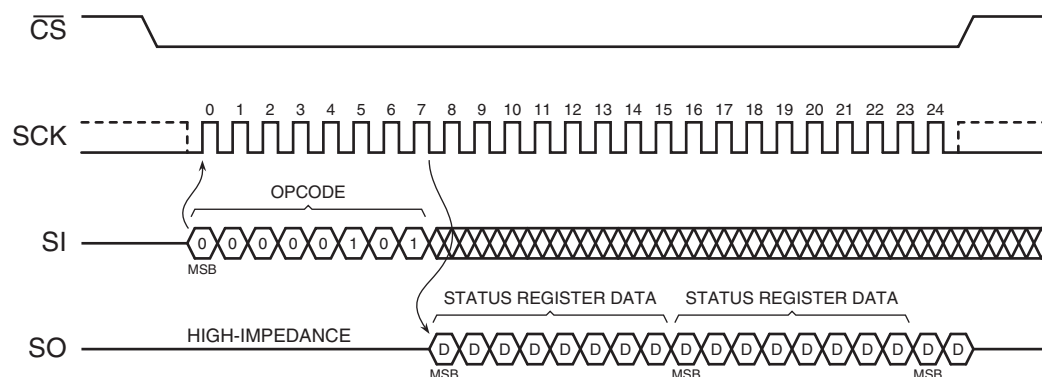 CS
SCK
0 1 2 3 4 5 6 7 8 9 10 11 12 13 14 15 16 17 18 19 20 21 22 23 24
OPCODE
SI
0 0 0 0 0 1 0 1
MSB
STATUS REGISTER DATA STATUS REGISTER DATA
SO
HIGH-IMPEDANCE
D D D D D D D D D D D D D D D D D D
MSB MSB MSB